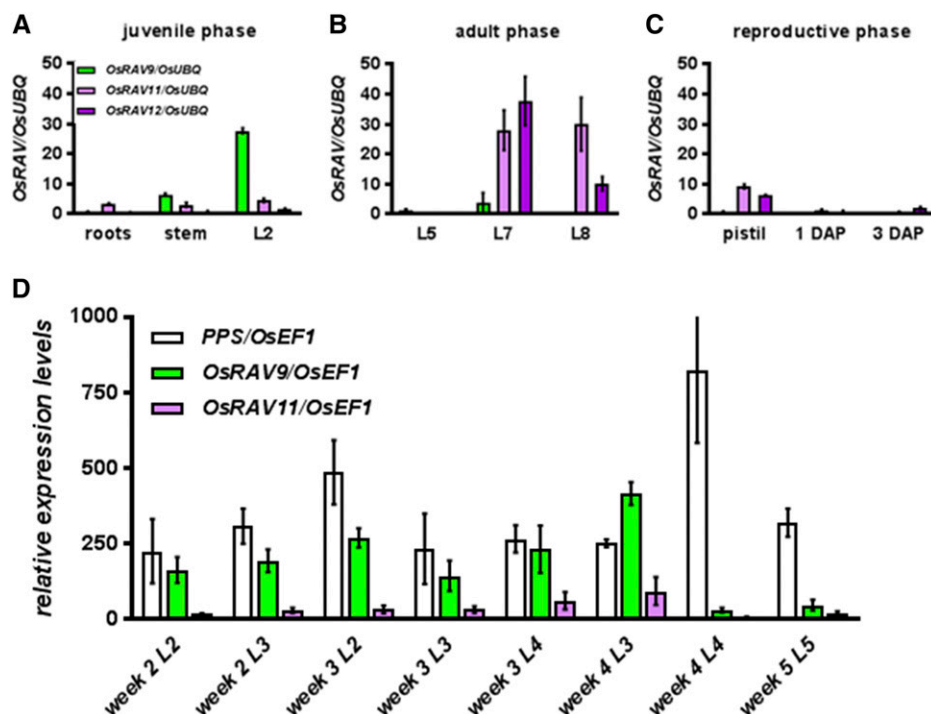 A juvenile phase
OsRAV/OsUBQ
50
40
30
20
10
0
OsRAV9/OsUBQ
OsRAV11/OsUBQ
OsRAV12/OsUBQ
roots stem L2
B adult phase
OsRAV/OsUBQ
50
40
30
20
10
0
L5 L7 L8
C reproductive phase
OsRAV/OsUBQ
50
40
30
20
10
0
pistil 1 DAP 3 DAP
D
relative expression levels
1000
750
500
250
0
PPS/OsEF1
OsRAV9/OsEF1
OsRAV11/OsEF1
week 2 L2
week 2 L3
week 3 L2
week 3 L3
week 3 L4
week 4 L3
week 4 L4
week 5 L5